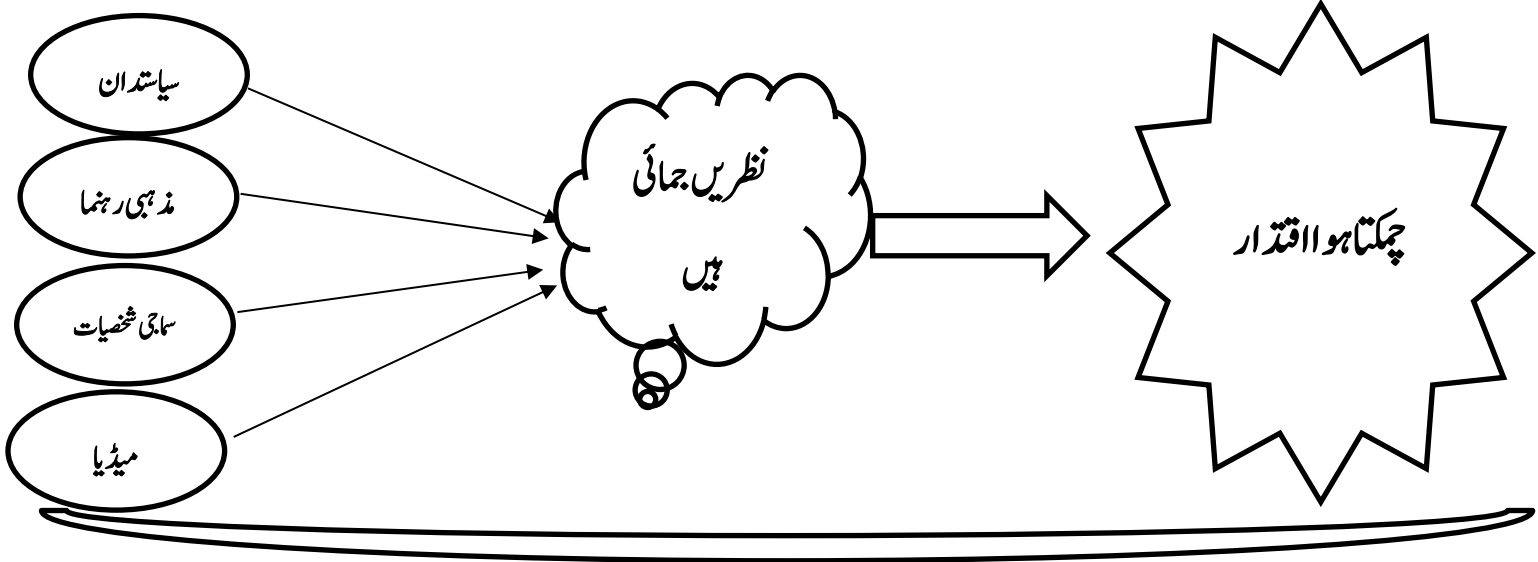 سیاستدان
مذہبی رہنما
سماجی شخصیات
میڈیا
نظریں جمائی
ہیں
چمکتا ہوا اقتدار